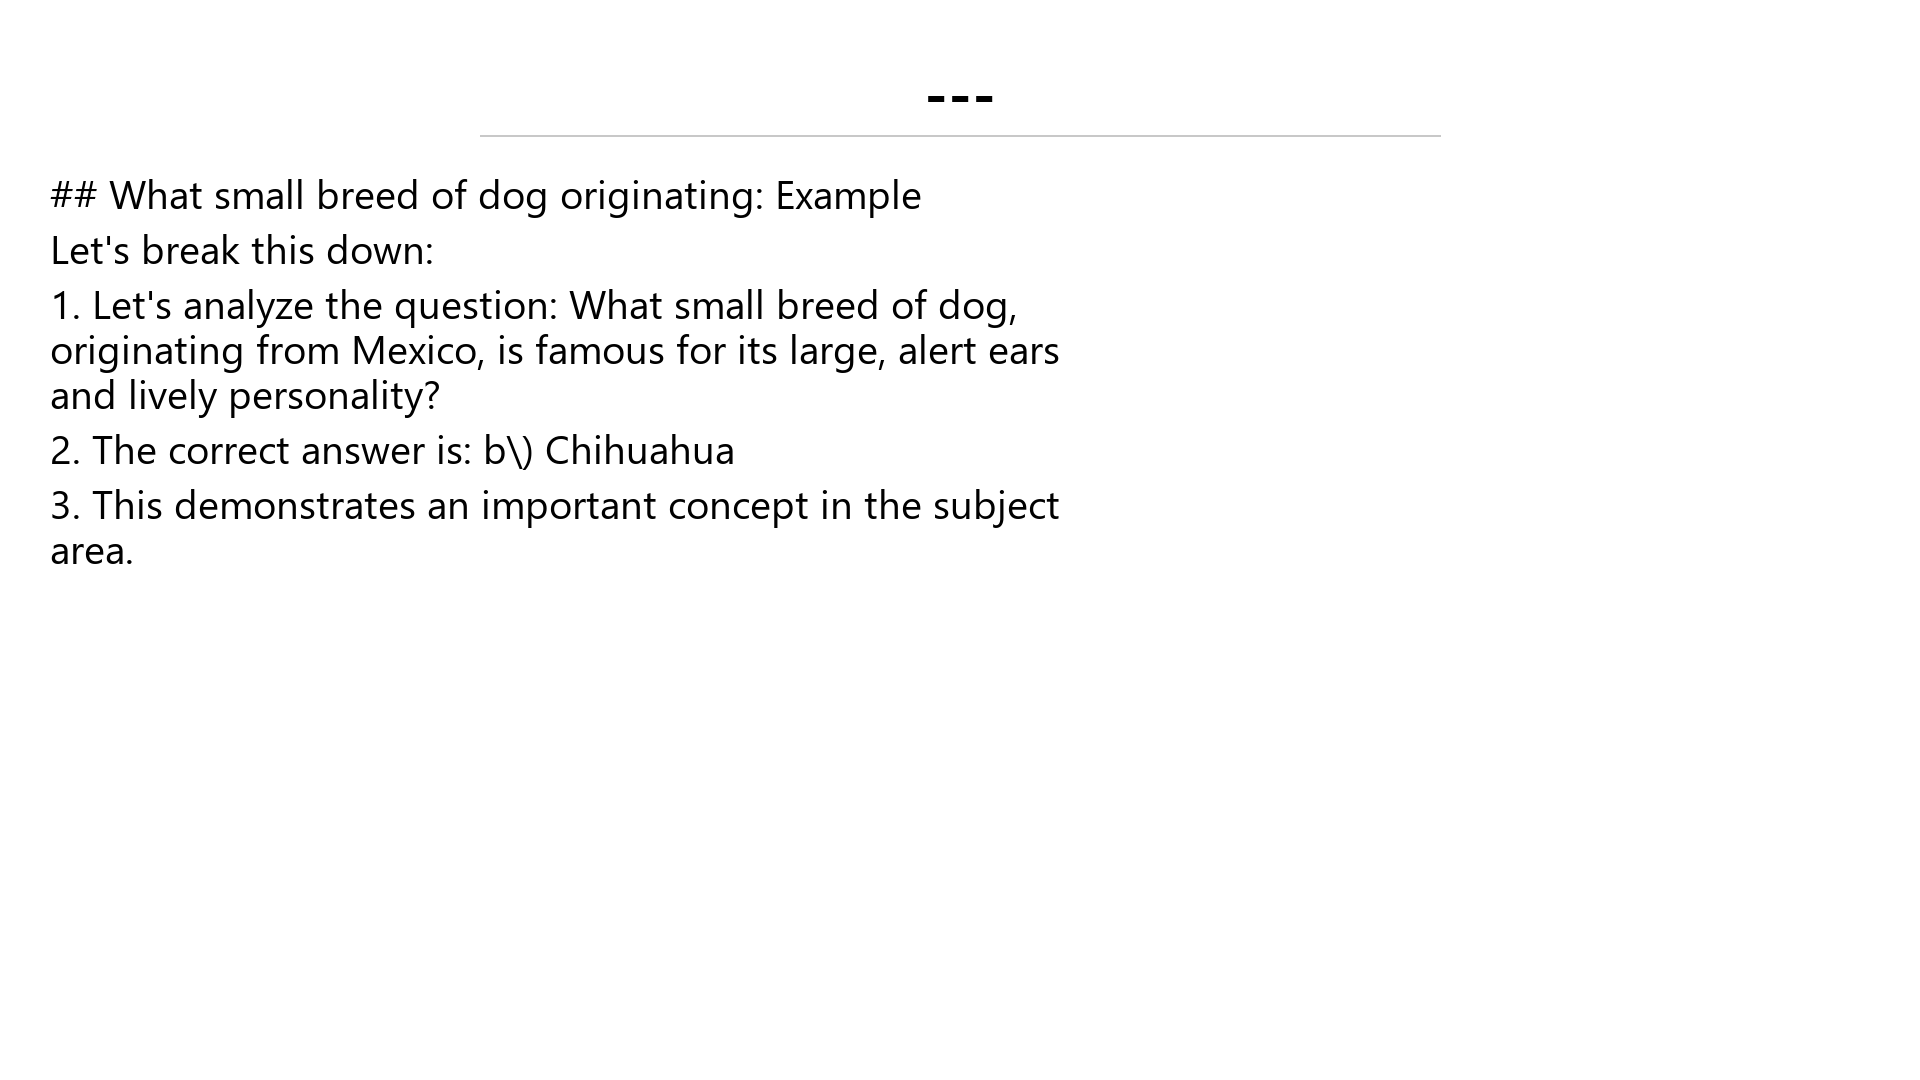 ---
## What small breed of dog originating: Example
Let's break this down:
1. Let's analyze the question: What small breed of dog,
originating from Mexico, is famous for its large, alert ears
and lively personality?
2. The correct answer is: b\) Chihuahua
3. This demonstrates an important concept in the subject
area.